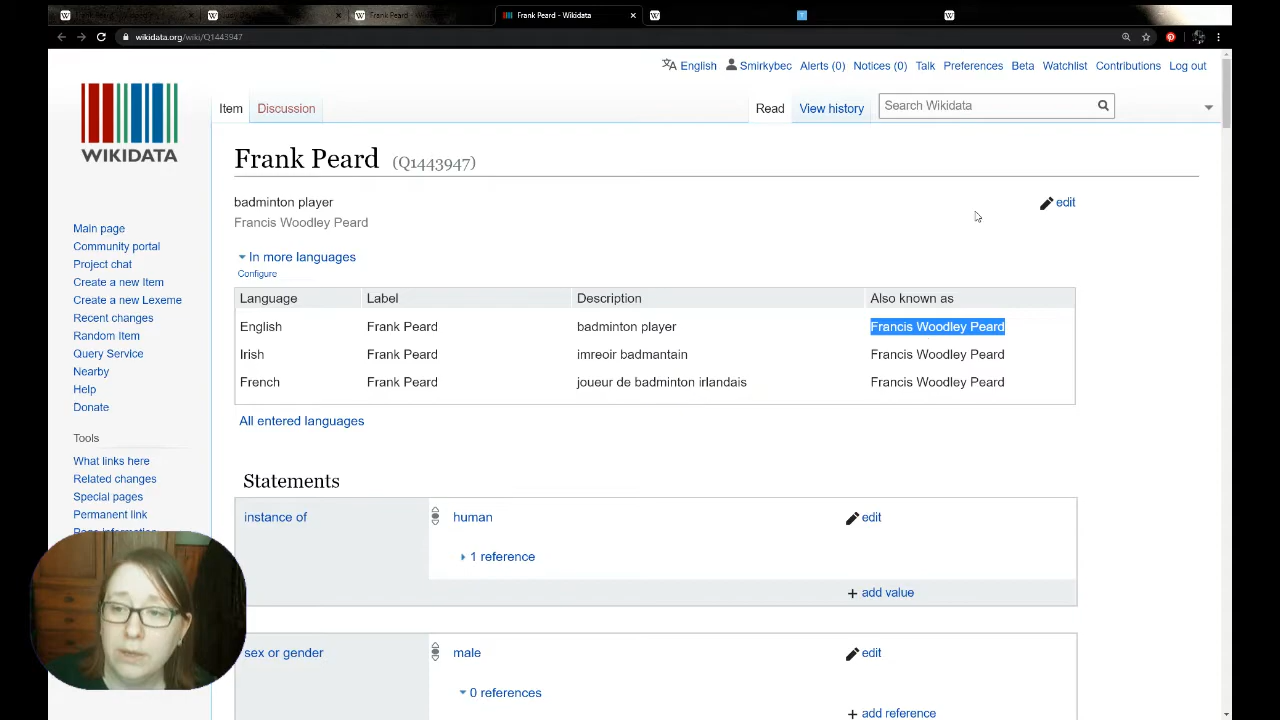 Frank Peard - Wikidata
wikidata.org/wiki/Q1443947
English Smirkybec Alerts (0) Notices (0) Talk Preferences Beta Watchlist Contributions Log out
WIKIDATA
Item Discussion Read View history Search Wikidata
Frank Peard (Q1443947)
badminton player edit
Francis Woodley Peard
In more languages
Configure
Language Label Description Also known as
English Frank Peard badminton player Francis Woodley Peard
Irish Frank Peard imreoir badmantain Francis Woodley Peard
French Frank Peard joueur de badminton irlandais Francis Woodley Peard
All entered languages
Main page
Community portal
Project chat
Create a new Item
Create a new Lexeme
Recent changes
Random Item
Query Service
Nearby
Help
Donate
Tools
What links here
Related changes
Special pages
Permanent link
Statements
instance of human edit
1 reference
+ add value
sex or gender male edit
0 references
+ add reference